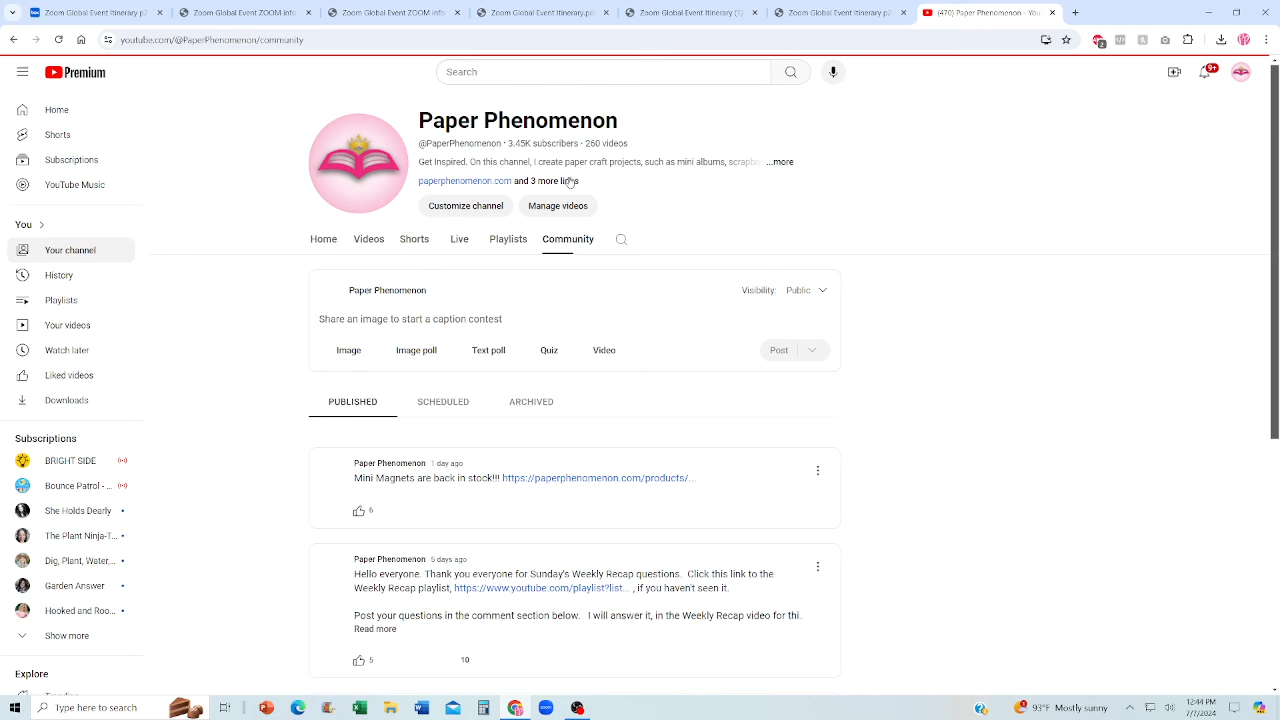 Zoom Global Event Itinerary p2
Zoom Global Event ZOOM info
Zoom Global Event ZOOM info
Zoom Global Event Itinerary.pd
Zoom Global Event Itinerary (1)
Zoom Global Event Itinerary p2
(470) Paper Phenomenon - You
youtube.com/@PaperPhenomenon/community
2
Premium
Search
9+
Home
Shorts
Subscriptions
YouTube Music
You
Your channel
History
Playlists
Your videos
Watch later
Liked videos
Downloads
Subscriptions
BRIGHT SIDE
Bounce Patrol - ...
She Holds Dearly
The Plant Ninja-T...
Dig, Plant, Water,...
Garden Answer
Hooked and Roo...
Show more
Explore
Paper Phenomenon
@PaperPhenomenon · 3.45K subscribers · 260 videos
Get Inspired. On this channel, I create paper craft projects, such as mini albums, scrapbo ...more
paperphenomenon.com and 3 more links
Customize channel Manage videos
Home Videos Shorts Live Playlists Community
Paper Phenomenon Visibility: Public
Share an image to start a caption contest
Image Image poll Text poll Quiz Video Post
PUBLISHED SCHEDULED ARCHIVED
Paper Phenomenon 1 day ago
Mini Magnets are back in stock!!! https://paperphenomenon.com/products/...
6
Paper Phenomenon 5 days ago
Hello everyone. Thank you everyone for Sunday's Weekly Recap questions. Click this link to the
Weekly Recap playlist, https://www.youtube.com/playlist?list... , if you haven't seen it.
Post your questions in the comment section below. I will answer it, in the Weekly Recap video for thi..
Read more
5 10
Type here to search
93°F Mostly sunny
12:44 PM
7/7/2024